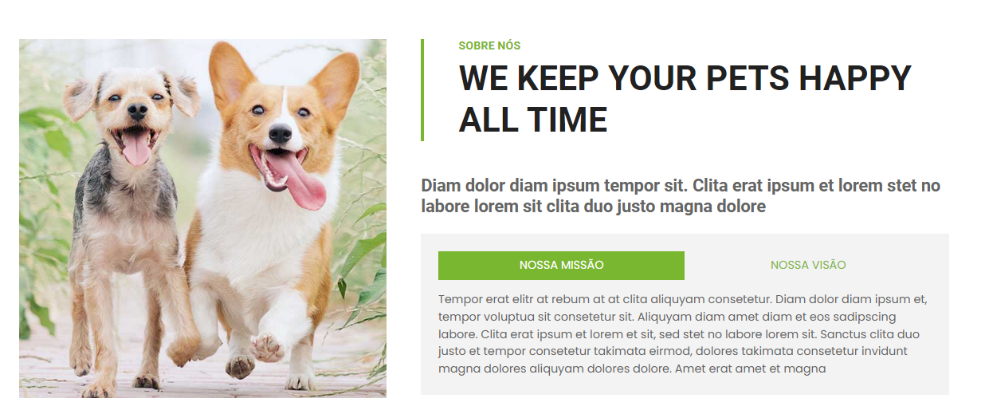 SOBRE NÓS
WE KEEP YOUR PETS HAPPY
ALL TIME
Diam dolor diam ipsum tempor sit. Clita erat ipsum et lorem stet no
labore lorem sit clita duo justo magna dolore
NOSSA MISSÃO
NOSSA VISÃO
Tempor erat elitr at rebum at at clita aliquyam consetetur. Diam dolor diam ipsum et,
tempor voluptua sit consetetur sit. Aliquyam diam amet diam et eos sadipscing
labore. Clita erat ipsum et lorem et sit, sed stet no labore lorem sit. Sanctus clita duo
justo et tempor consetetur takimata eirmod, dolores takimata consetetur invidunt
magna dolores aliquyam dolores dolore. Amet erat amet et magna